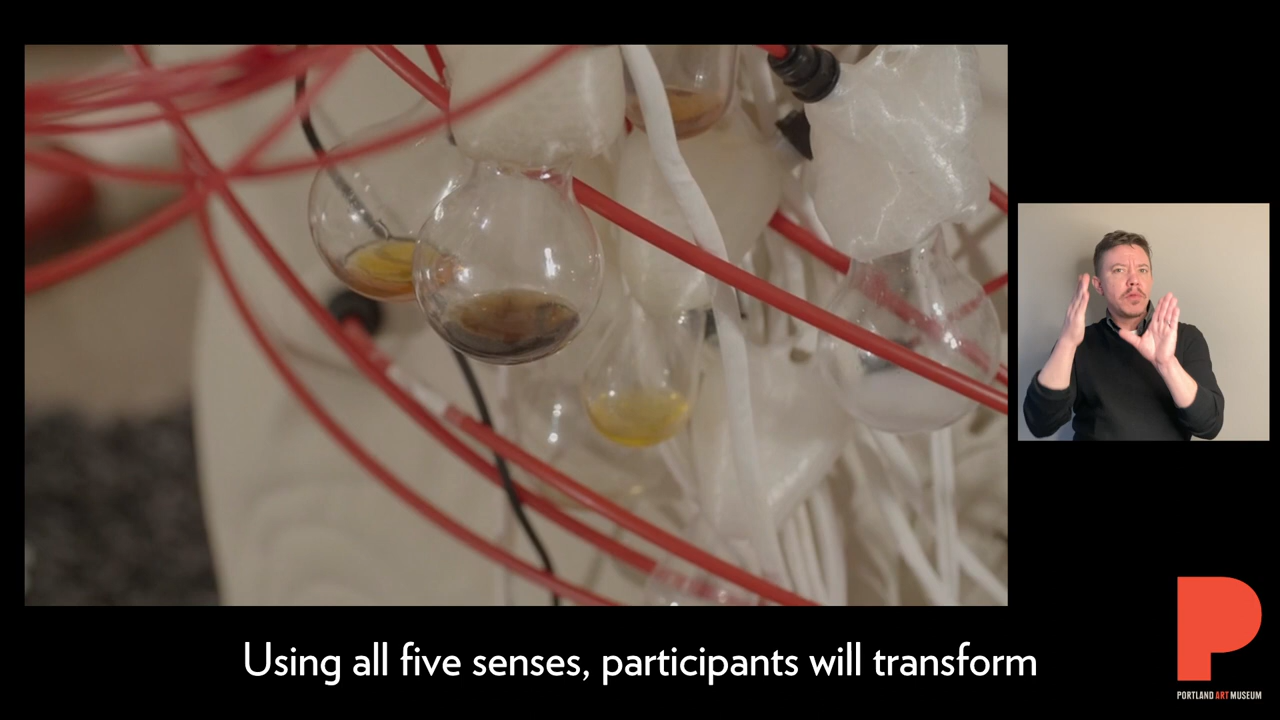 Using all five senses, participants will transform
PORTLAND ART MUSEUM